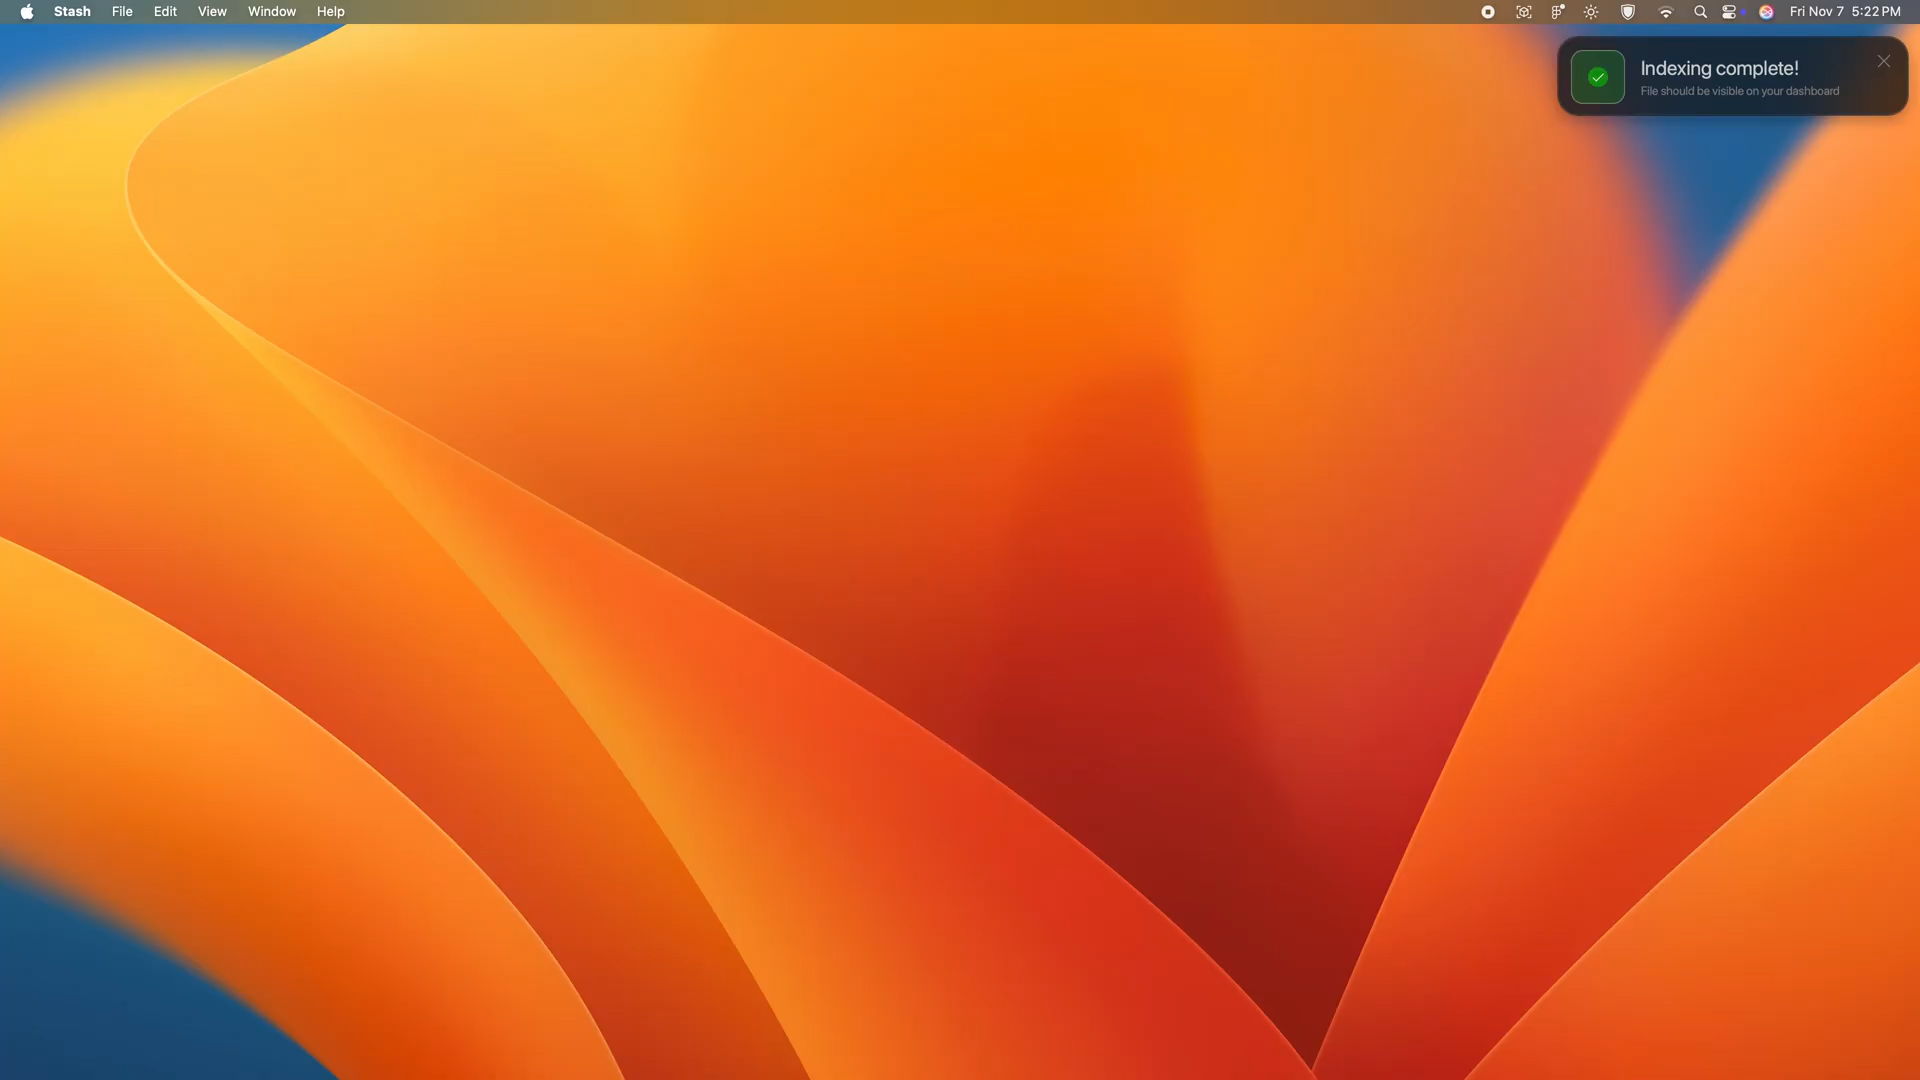 Stash File Edit View Window Help
Fri Nov 7 5:22 PM
Indexing complete!
File should be visible on your dashboard